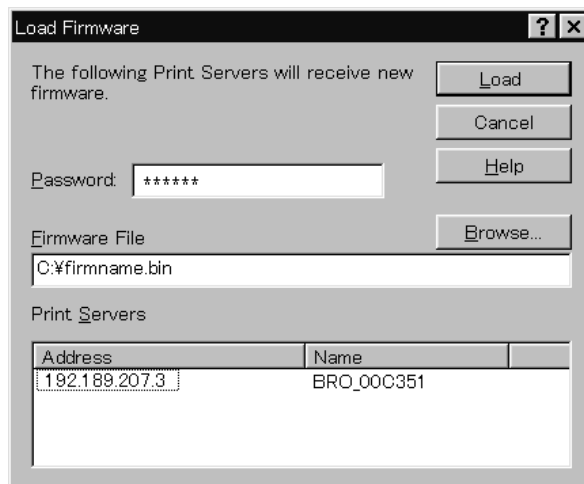 Load Firmware
? ×
The following Print Servers will receive new
firmware.
Load
Cancel
Help
Password: ******
Browse...
Firmware File
C:¥firmname.bin
Print Servers
Address Name
192.189.207.3 BRO_00C351